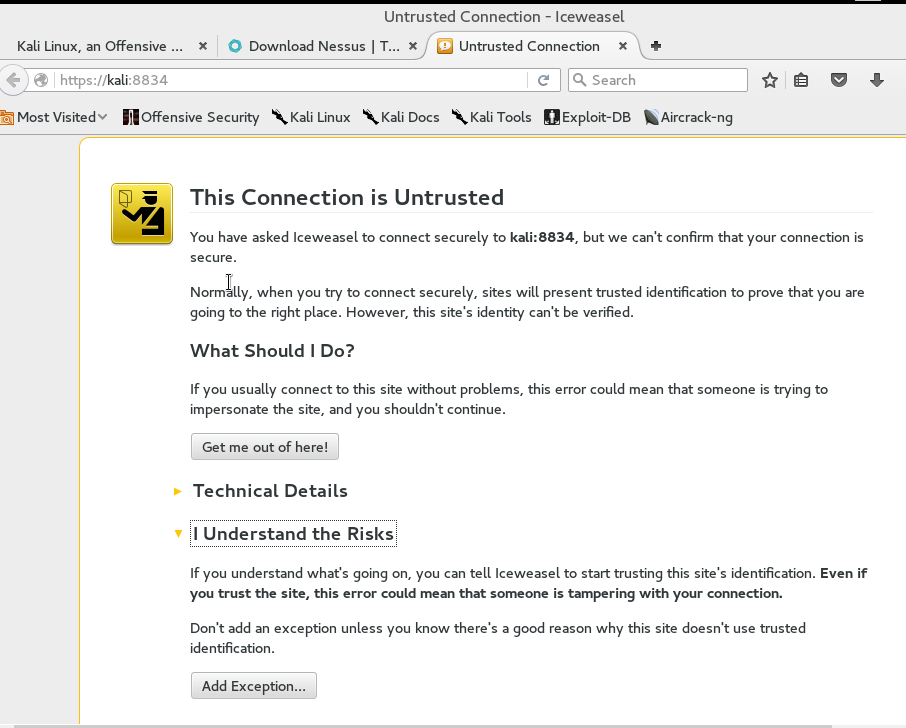 Untrusted Connection - Iceweasel
Kali Linux, an Offensive ... × Download Nessus | T... × Untrusted Connection ×
https://kali:8834 Search
Most Visited Offensive Security Kali Linux Kali Docs Kali Tools Exploit-DB Aircrack-ng
This Connection is Untrusted
You have asked Iceweasel to connect securely to kali:8834, but we can't confirm that your connection is
secure.
Normally, when you try to connect securely, sites will present trusted identification to prove that you are
going to the right place. However, this site's identity can't be verified.
What Should I Do?
If you usually connect to this site without problems, this error could mean that someone is trying to
impersonate the site, and you shouldn't continue.
Get me out of here!
Technical Details
I Understand the Risks
If you understand what's going on, you can tell Iceweasel to start trusting this site's identification. Even if
you trust the site, this error could mean that someone is tampering with your connection.
Don't add an exception unless you know there's a good reason why this site doesn't use trusted
identification.
Add Exception...